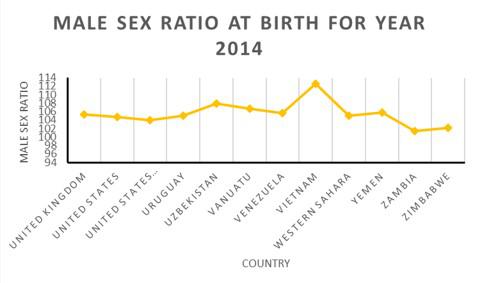 MALE SEX RATIO AT BIRTH FOR YEAR
2014
MALE SEX RATIO
114
112
110
108
106
104
102
100
98
96
94
UNITED KINGDOM
UNITED STATES
UNITED STATES...
URUGUAY
UZBEKISTAN
VANUATU
VENEZUELA
VIETNAM
WESTERN SAHARA
YEMEN
ZAMBIA
ZIMBABWE
COUNTRY